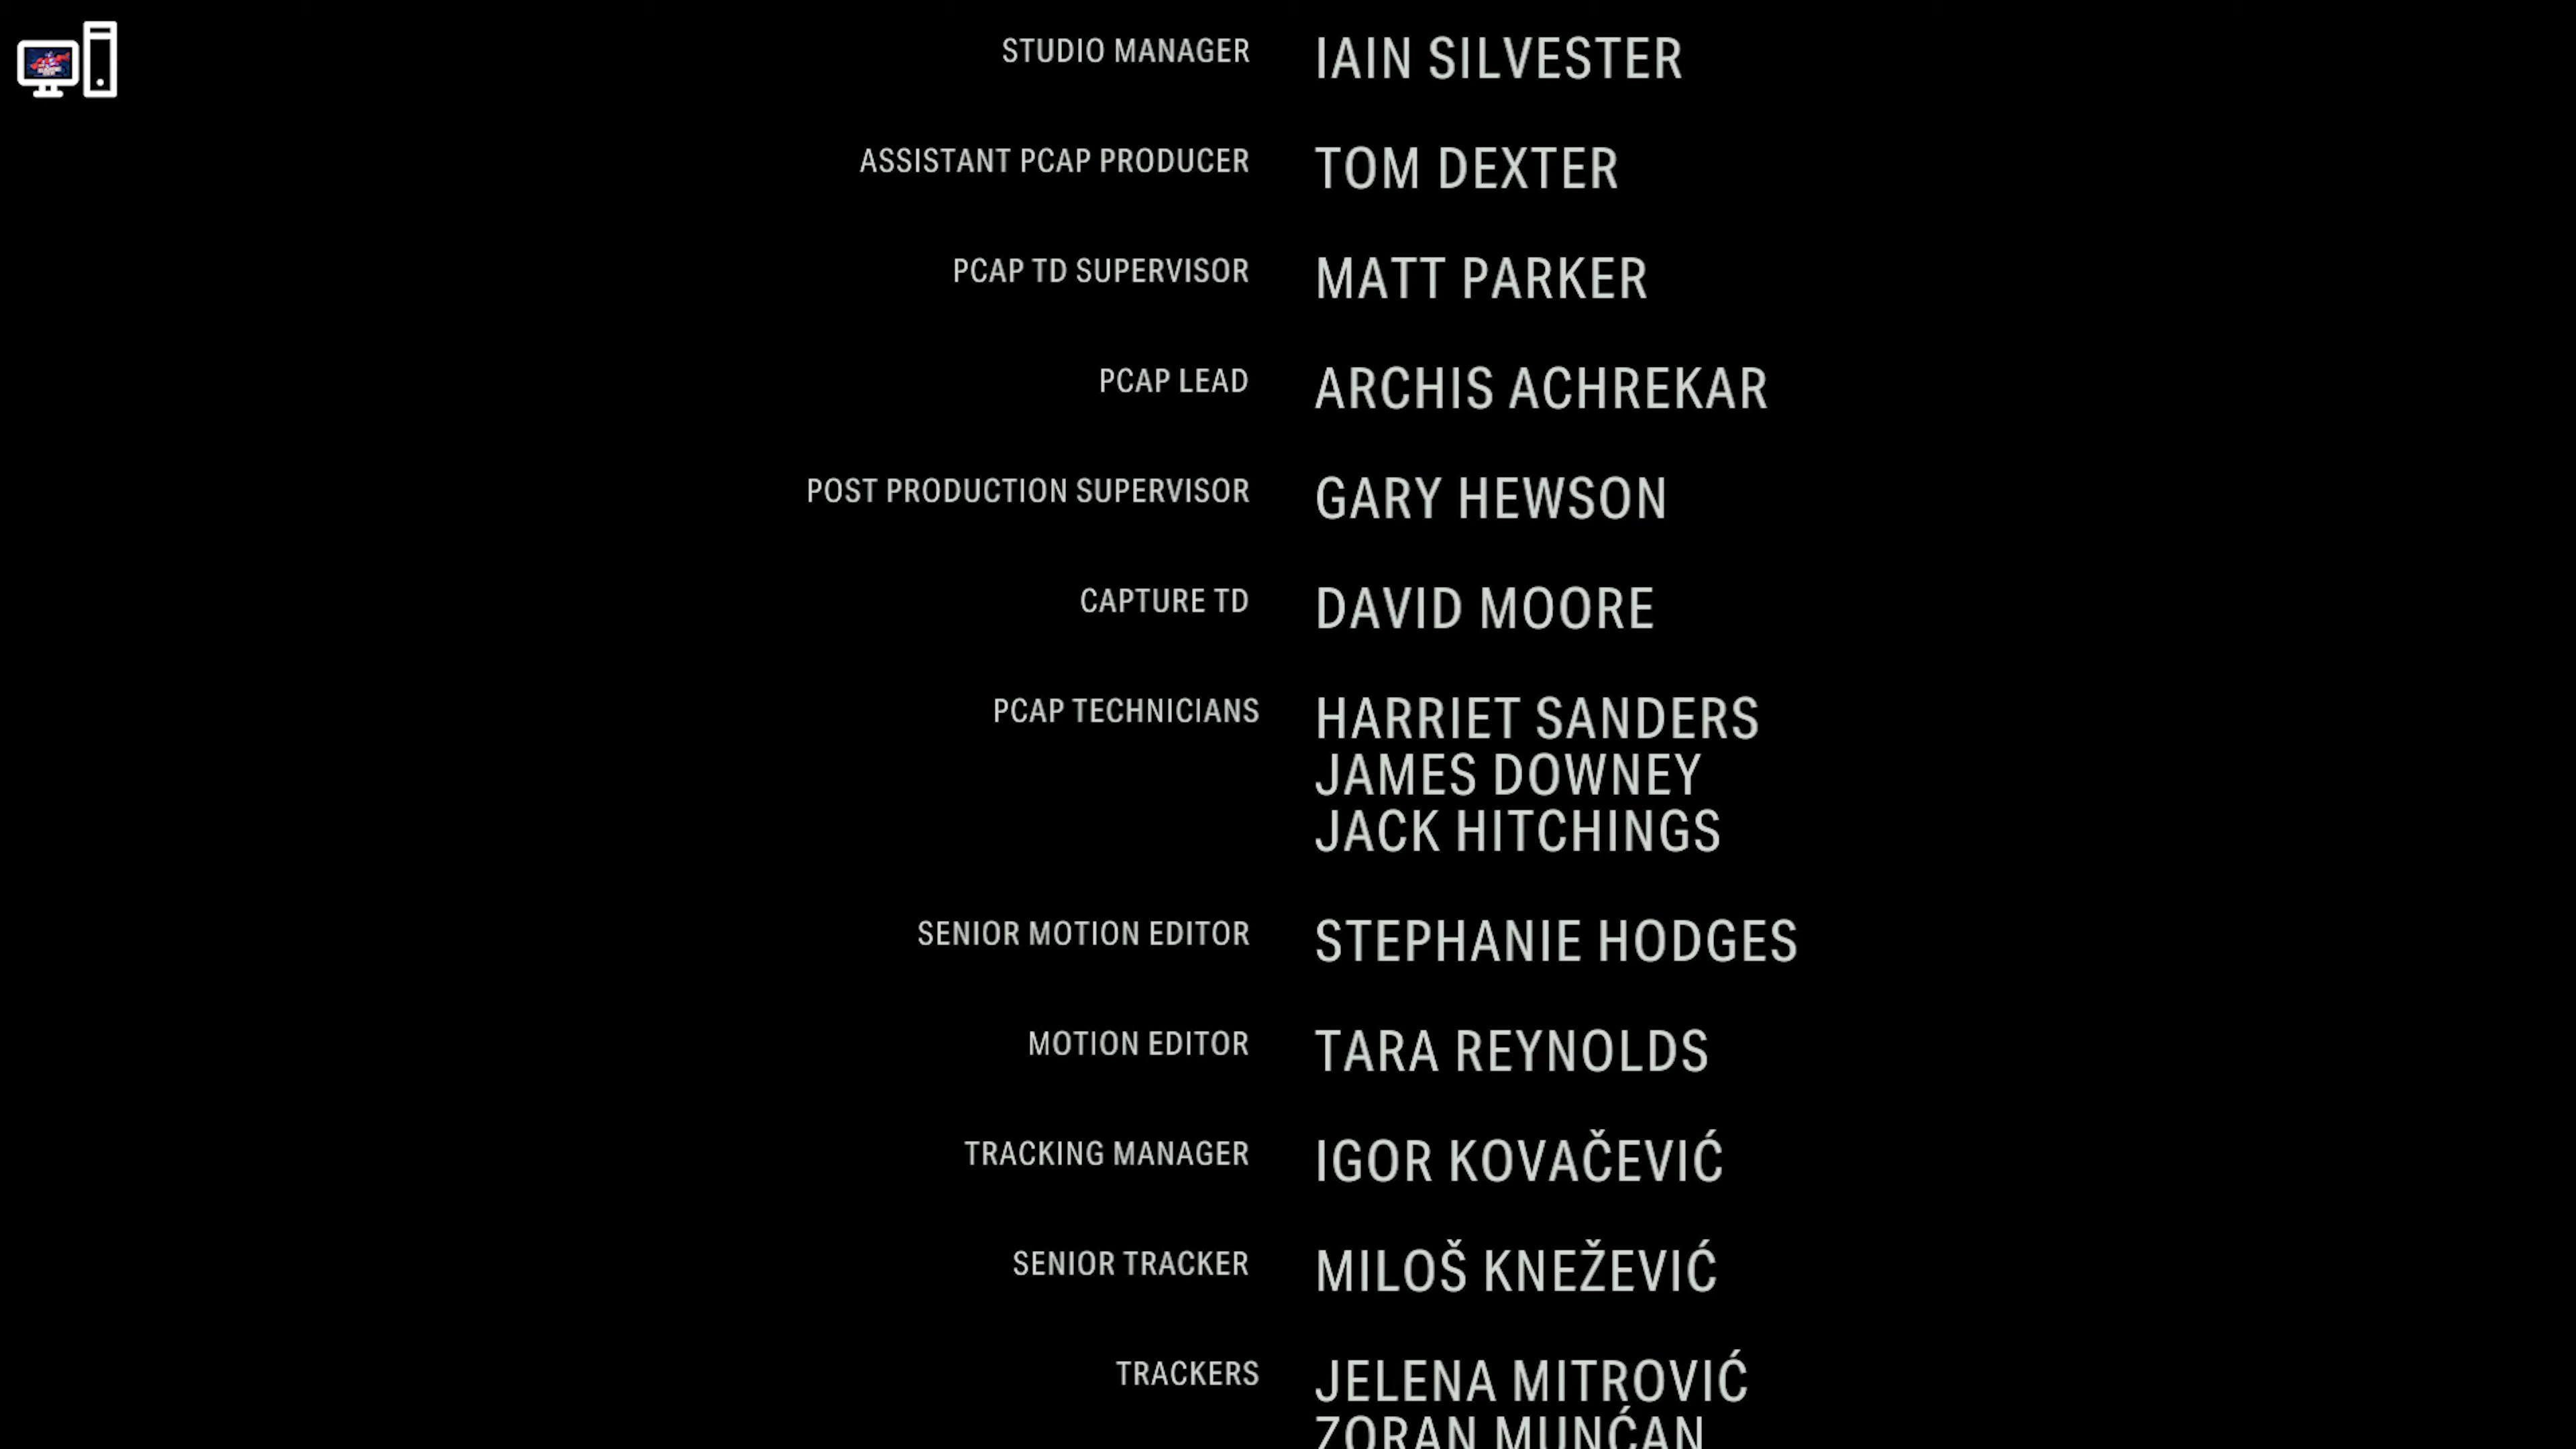 STUDIO MANAGER IAIN SILVESTER
ASSISTANT PCAP PRODUCER TOM DEXTER
PCAP TD SUPERVISOR MATT PARKER
PCAP LEAD ARCHIS ACHREKAR
POST PRODUCTION SUPERVISOR GARY HEWSON
CAPTURE TD DAVID MOORE
PCAP TECHNICIANS HARRIET SANDERS
JAMES DOWNEY
JACK HITCHINGS
SENIOR MOTION EDITOR STEPHANIE HODGES
MOTION EDITOR TARA REYNOLDS
TRACKING MANAGER IGOR KOVAČEVIĆ
SENIOR TRACKER MILOŠ KNEŽEVIĆ
TRACKERS JELENA MITROVIĆ
ZORAN MUNĆAN